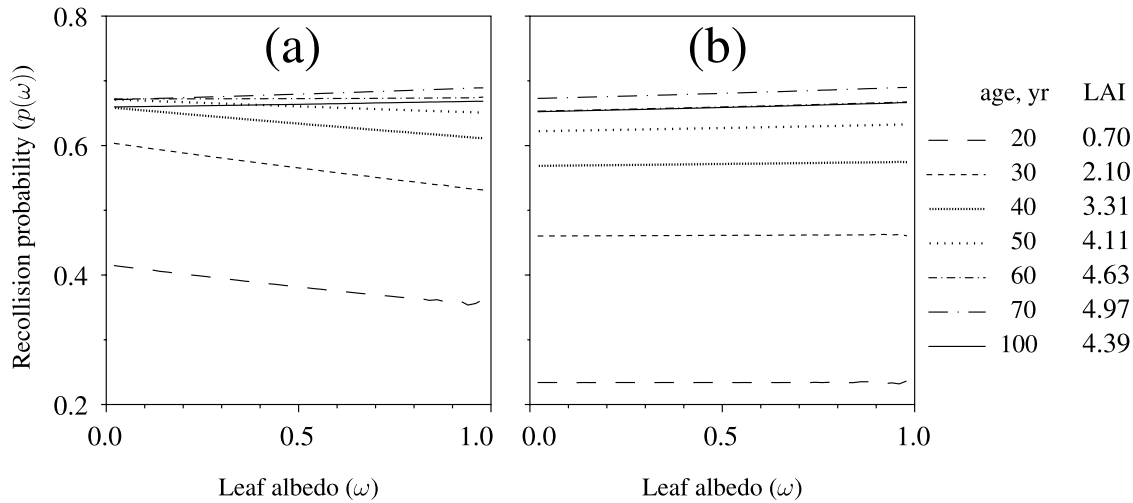 0.8
0.6
0.4
0.2
Recollision probability (p(ω))
(a)
0.0 0.5 1.0
Leaf albedo (ω)
(b)
0.0 0.5 1.0
Leaf albedo (ω)
age, yr LAI
20 0.70
30 2.10
40 3.31
50 4.11
60 4.63
70 4.97
100 4.39